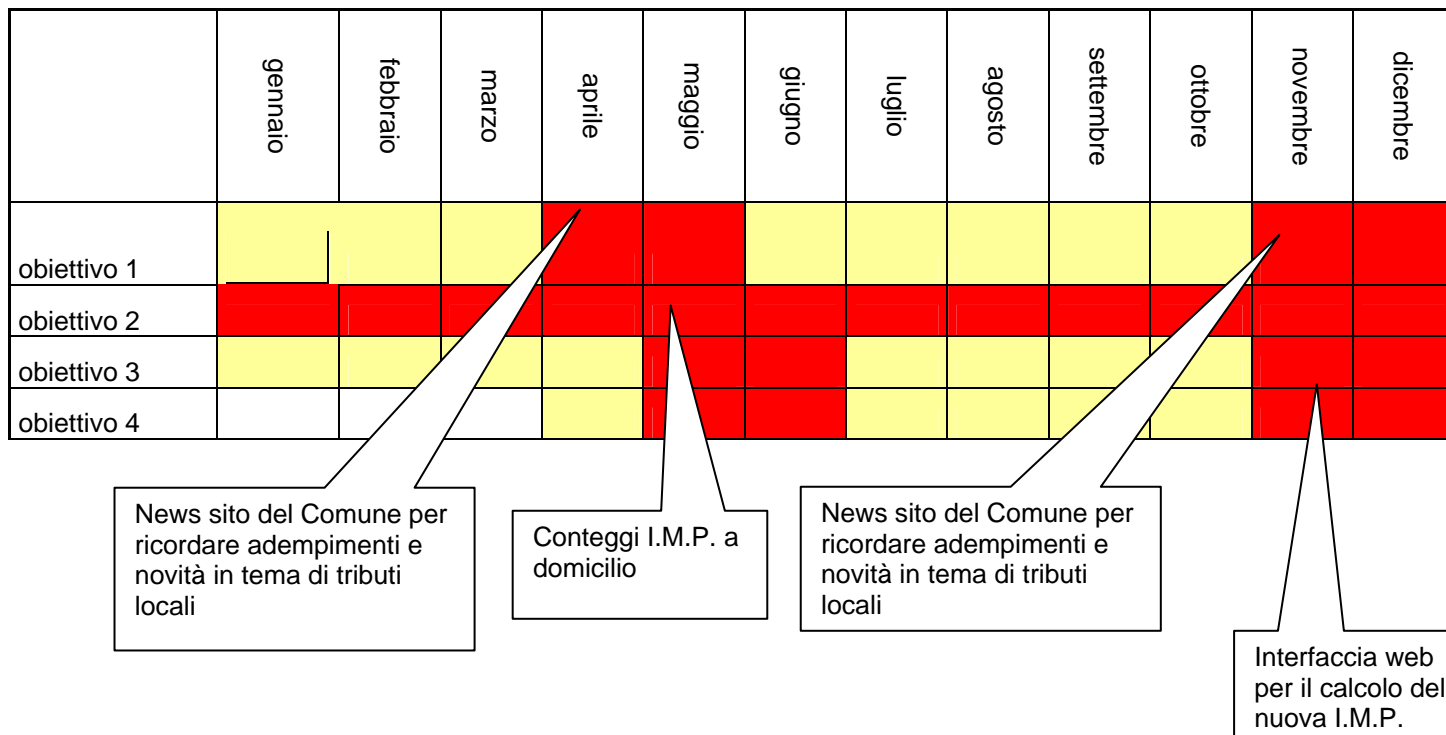 gennaio
febbraio
marzo
aprile
maggio
giugno
luglio
agosto
settembre
ottobre
novembre
dicembre
obiettivo 1
obiettivo 2
obiettivo 3
obiettivo 4
News sito del Comune per
ricordare adempimenti e
novità in tema di tributi
locali
Conteggi I.M.P. a
domicilio
News sito del Comune per
ricordare adempimenti e
novità in tema di tributi
locali
Interfaccia web
per il calcolo del
nuova I.M.P.